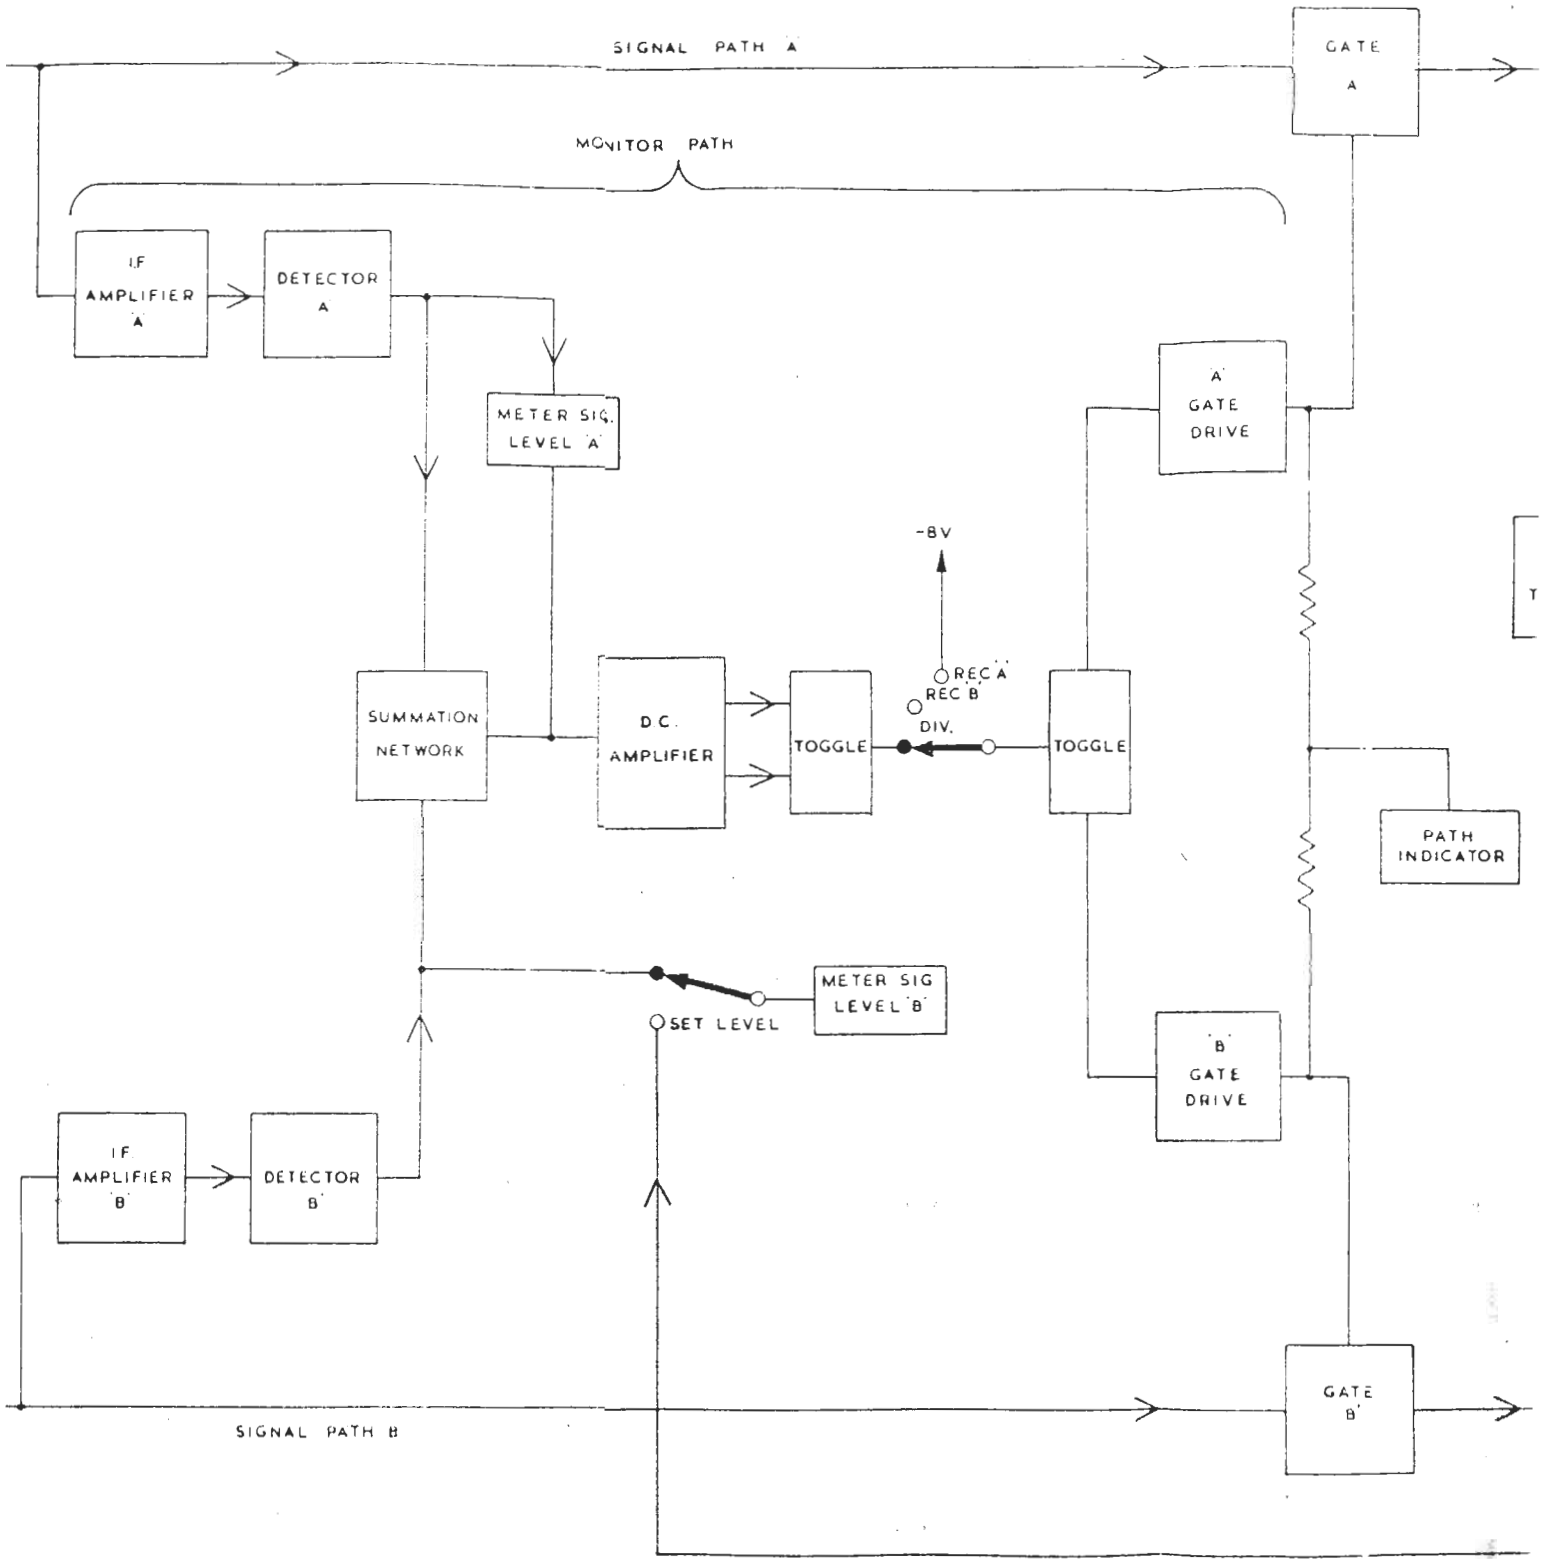 SIGNAL PATH 'A'
GATE
A
MONITOR PATH
I.F
AMPLIFIER
'A'
DETECTOR
'A'
METER SIG.
LEVEL 'A'
'A'
GATE
DRIVE
-8V
REC 'A'
REC 'B'
DIV.
T
SUMMATION
NETWORK
D.C.
AMPLIFIER
TOGGLE
TOGGLE
PATH
INDICATOR
METER SIG
LEVEL 'B'
SET LEVEL
'B'
GATE
DRIVE
I.F.
AMPLIFIER
'B'
DETECTOR
'B'
GATE
'B'
SIGNAL PATH B